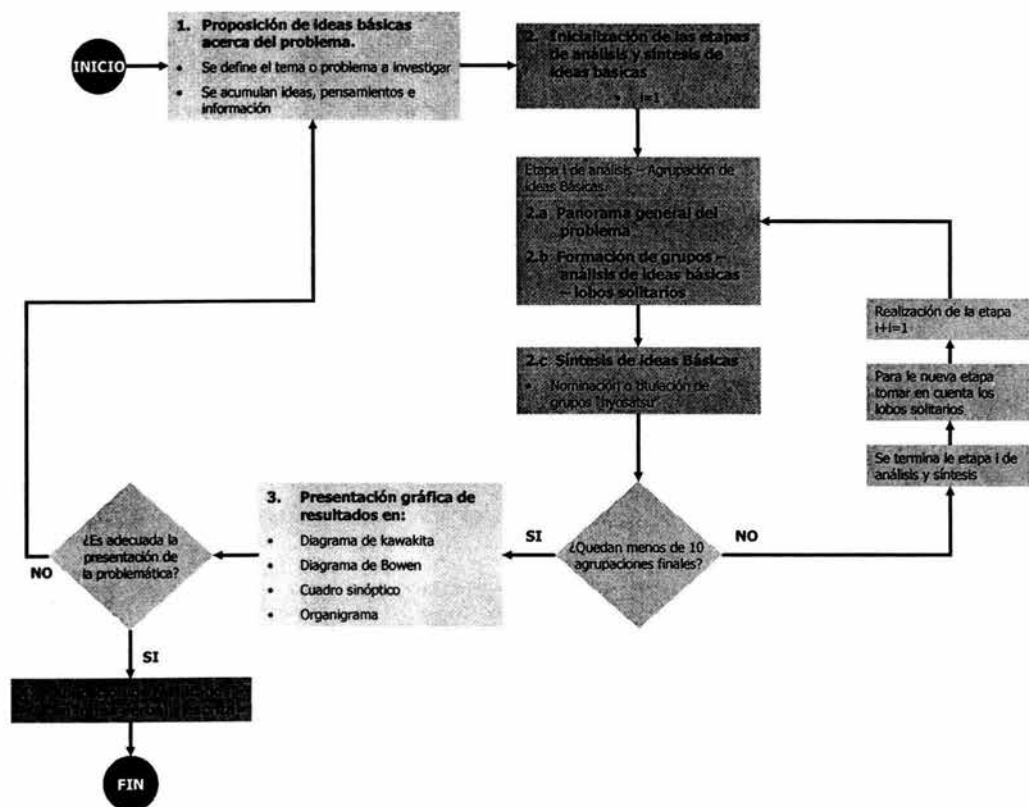 INICIO
1. Proposición de ideas básicas
acerca del problema.
• Se define el tema o problema a investigar
• Se acumulan ideas, pensamientos e
información
2. Inicialización de las etapas
de análisis y síntesis de
ideas básicas
• i=1
Etapa i de análisis – Agrupación de
ideas Básicas.
2.a Panorama general del
problema
2.b Formación de grupos –
análisis de ideas básicas
– lobos solitarios
2.c Síntesis de ideas Básicas
• Nominación o titulación de
grupos "hyosatsu"
Realización de la etapa
i+i=1
Para le nueva etapa
tomar en cuenta los
lobos solitarios
Se termina le etapa i de
análisis y síntesis
¿Quedan menos de 10
agrupaciones finales?
NO
SI
3. Presentación gráfica de
resultados en:
• Diagrama de kawakita
• Diagrama de Bowen
• Cuadro sinóptico
• Organigrama
¿Es adecuada la
presentación de
la problemática?
NO
SI
FIN